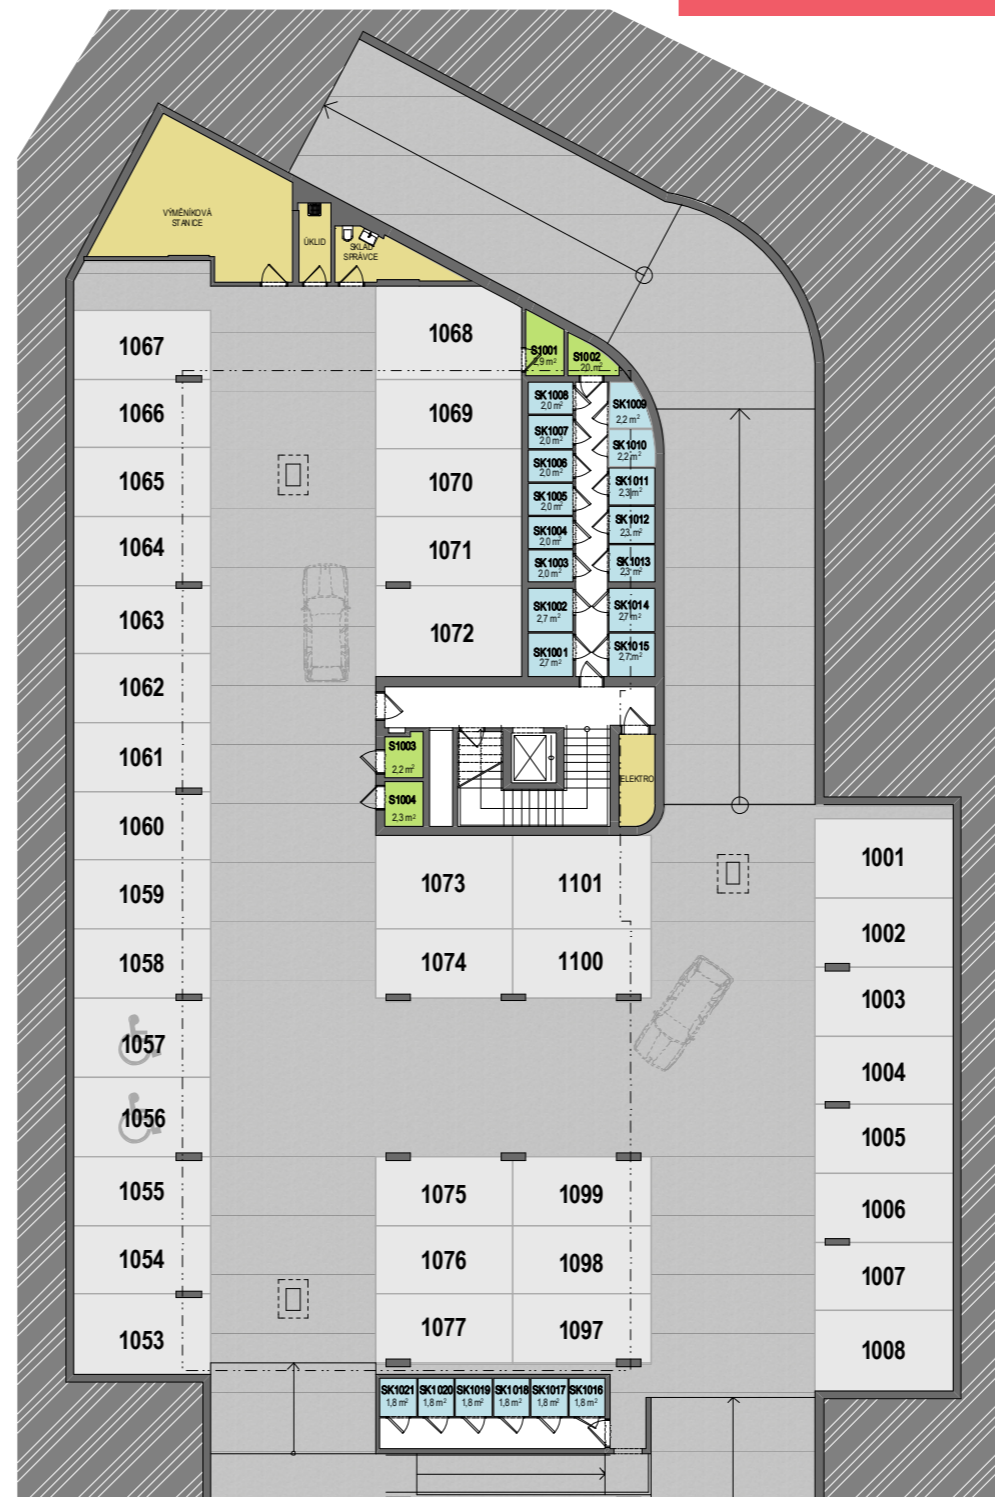 VÝMĚNÍKOVÁ
STANICE
ÚKLID
SKLAD
SPRÁVCE
1067
1068
S1001
2,9 m²
S1002
2,0 m²
1066
1069
SK1008
2,0 m²
SK1009
2,2 m²
SK1007
2,0 m²
SK1010
2,2 m²
1065
1070
SK1006
2,0 m²
SK1011
2,3 m²
SK1005
2,0 m²
SK1012
2,3 m²
1064
1071
SK1004
2,0 m²
SK1013
2,3 m²
SK1003
2,0 m²
1063
1072
SK1002
2,7 m²
SK1014
2,7 m²
SK1001
2,7 m²
SK1015
2,7 m²
1062
1061
S1003
2,2 m²
ELEKTRO
S1004
2,3 m²
1060
1059
1073
1101
1001
1058
1074
1100
1002
1003
1057
1004
1056
1005
1055
1075
1099
1006
1054
1076
1098
1007
1053
1077
1097
1008
SK1021
1,8 m²
SK1020
1,8 m²
SK1019
1,8 m²
SK1018
1,8 m²
SK1017
1,8 m²
SK1016
1,8 m²